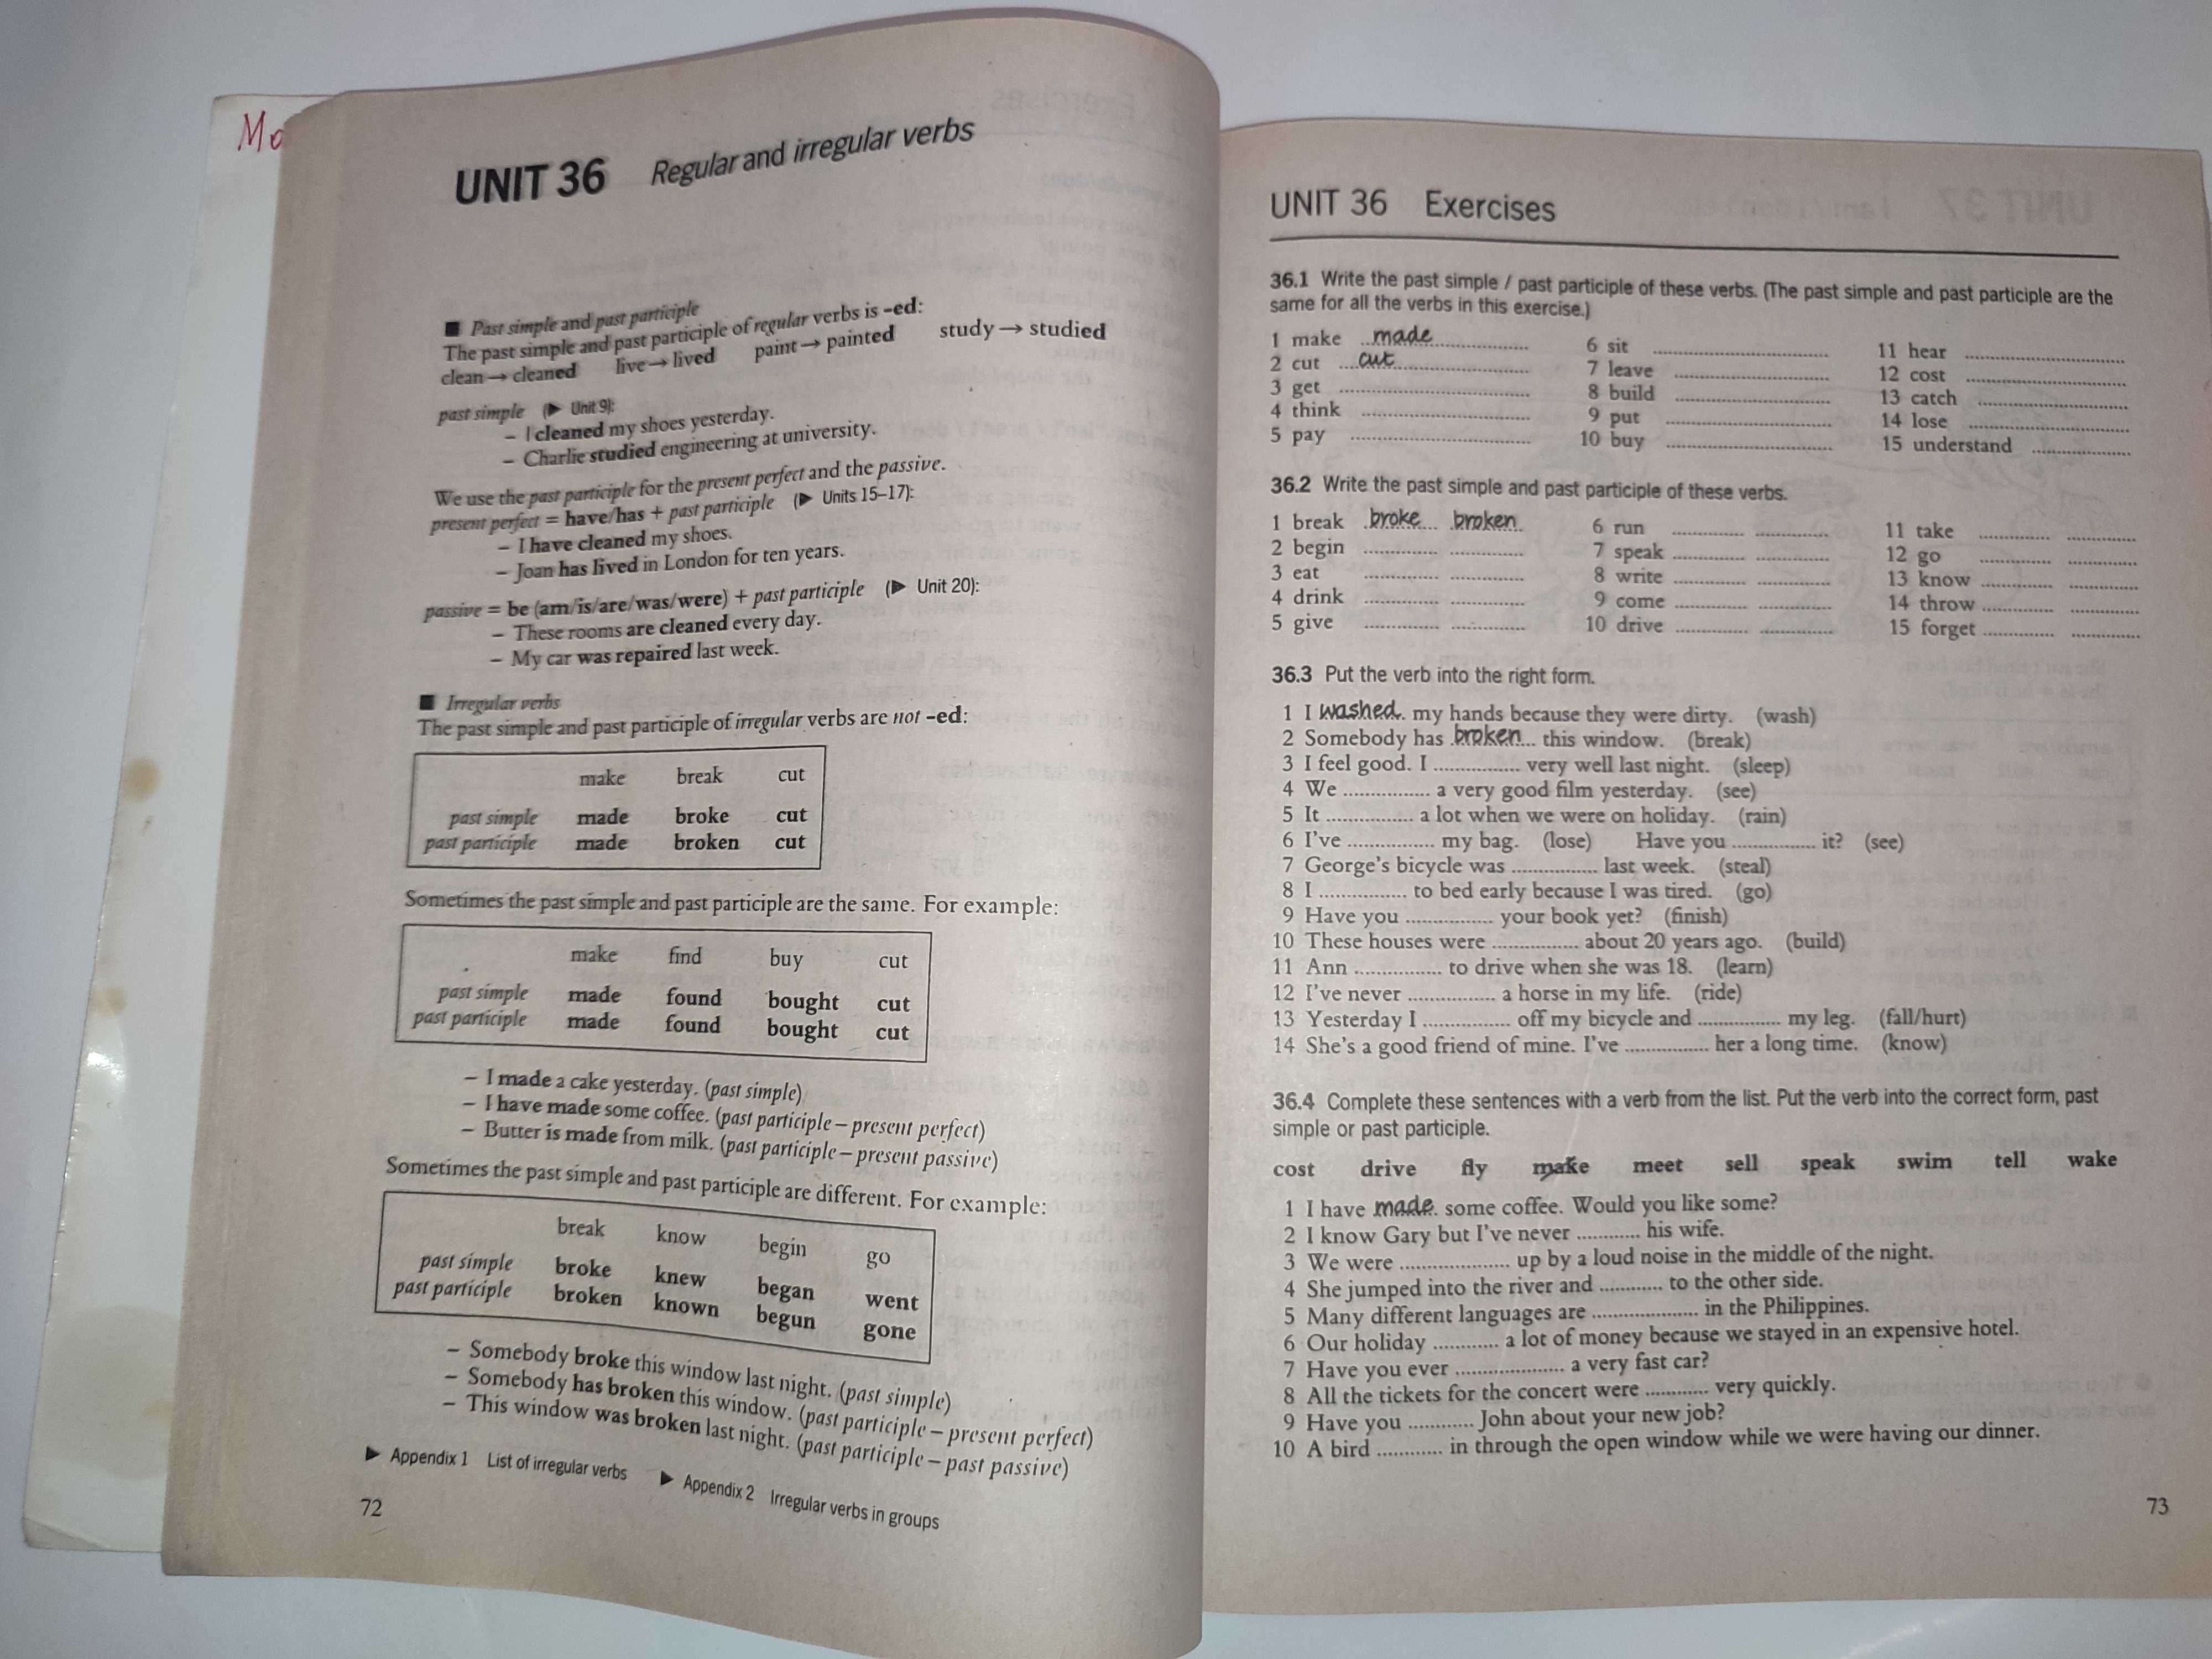 Mo
UNIT 36 Regular and irregular verbs
■ Past simple and past participle
The past simple and past participle of regular verbs is -ed:
clean → cleaned live → lived paint → painted study → studied
past simple (▶ Unit 9):
– I cleaned my shoes yesterday.
– Charlie studied engineering at university.
We use the past participle for the present perfect and the passive.
present perfect = have/has + past participle (▶ Units 15–17):
– I have cleaned my shoes.
– Joan has lived in London for ten years.
passive = be (am/is/are/was/were) + past participle (▶ Unit 20):
– These rooms are cleaned every day.
– My car was repaired last week.
■ Irregular verbs
The past simple and past participle of irregular verbs are not -ed:
make break cut
past simple made broke cut
past participle made broken cut
Sometimes the past simple and past participle are the same. For example:
make find buy cut
past simple made found bought cut
past participle made found bought cut
– I made a cake yesterday. (past simple)
– I have made some coffee. (past participle – present perfect)
– Butter is made from milk. (past participle – present passive)
Sometimes the past simple and past participle are different. For example:
break know begin go
past simple broke knew began went
past participle broken known begun gone
– Somebody broke this window last night. (past simple)
– Somebody has broken this window. (past participle – present perfect)
– This window was broken last night. (past participle – past passive)
▶ Appendix 1 List of irregular verbs ▶ Appendix 2 Irregular verbs in groups
72
UNIT 36 Exercises
36.1 Write the past simple / past participle of these verbs. (The past simple and past participle are the
same for all the verbs in this exercise.)
1 make made 6 sit ............ 11 hear ............
2 cut cut 7 leave ............ 12 cost ............
3 get ............ 8 build ............ 13 catch ............
4 think ............ 9 put ............ 14 lose ............
5 pay ............ 10 buy ............ 15 understand ............
36.2 Write the past simple and past participle of these verbs.
1 break broke broken 6 run ............ ............ 11 take ............ ............
2 begin ............ ............ 7 speak ............ ............ 12 go ............ ............
3 eat ............ ............ 8 write ............ ............ 13 know ............ ............
4 drink ............ ............ 9 come ............ ............ 14 throw ............ ............
5 give ............ ............ 10 drive ............ ............ 15 forget ............ ............
36.3 Put the verb into the right form.
1 I washed my hands because they were dirty. (wash)
2 Somebody has broken this window. (break)
3 I feel good. I ............ very well last night. (sleep)
4 We ............ a very good film yesterday. (see)
5 It ............ a lot when we were on holiday. (rain)
6 I've ............ my bag. (lose) Have you ............ it? (see)
7 George's bicycle was ............ last week. (steal)
8 I ............ to bed early because I was tired. (go)
9 Have you ............ your book yet? (finish)
10 These houses were ............ about 20 years ago. (build)
11 Ann ............ to drive when she was 18. (learn)
12 I've never ............ a horse in my life. (ride)
13 Yesterday I ............ off my bicycle and ............ my leg. (fall/hurt)
14 She's a good friend of mine. I've ............ her a long time. (know)
36.4 Complete these sentences with a verb from the list. Put the verb into the correct form, past
simple or past participle.
cost drive fly make meet sell speak swim tell wake
1 I have made some coffee. Would you like some?
2 I know Gary but I've never ............ his wife.
3 We were ............ up by a loud noise in the middle of the night.
4 She jumped into the river and ............ to the other side.
5 Many different languages are ............ in the Philippines.
6 Our holiday ............ a lot of money because we stayed in an expensive hotel.
7 Have you ever ............ a very fast car?
8 All the tickets for the concert were ............ very quickly.
9 Have you ............ John about your new job?
10 A bird ............ in through the open window while we were having our dinner.
73